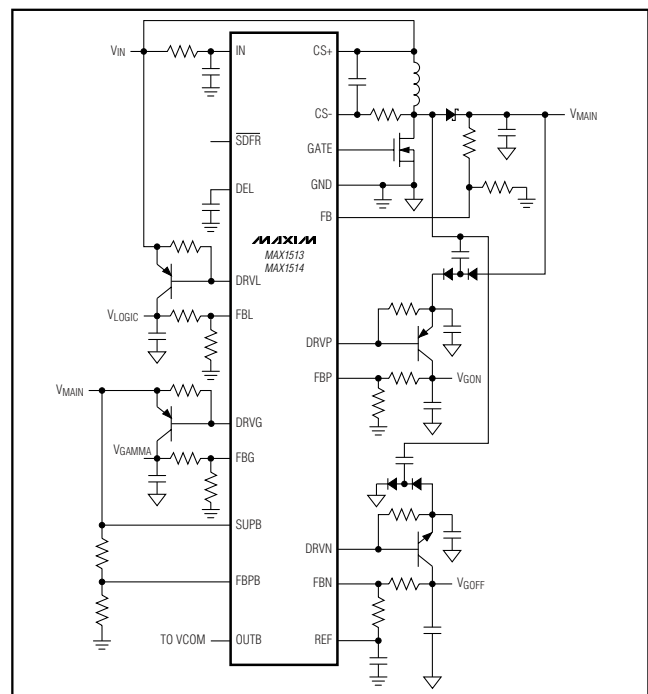 VIN
IN
CS+
CS-
VMAIN
SDFR
GATE
DEL
GND
FB
MAXIM
MAX1513
MAX1514
DRVL
VLOGIC
FBL
DRVP
FBP
VGON
VMAIN
DRVG
VGAMMA
FBG
SUPB
DRVN
FBPB
FBN
VGOFF
TO VCOM
OUTB
REF